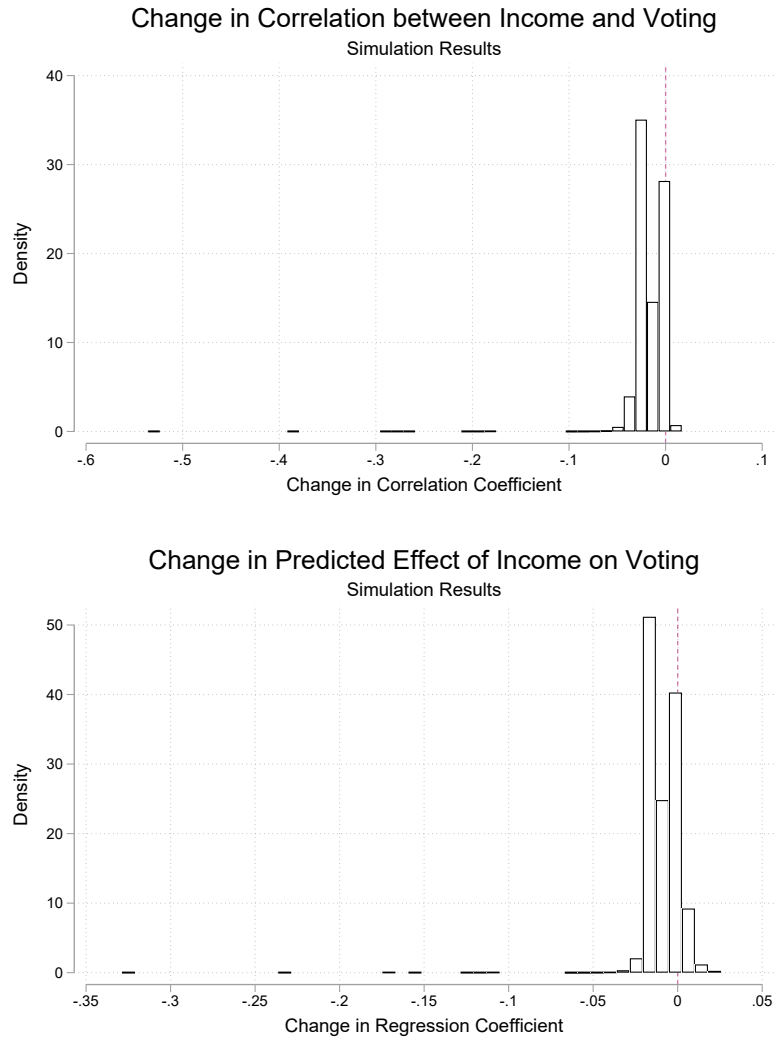 Change in Correlation between Income and Voting
Simulation Results
40
30
20
10
0
Density
-.6 -.5 -.4 -.3 -.2 -.1 0 .1
Change in Correlation Coefficient
Change in Predicted Effect of Income on Voting
Simulation Results
50
40
30
20
10
0
Density
-.35 -.3 -.25 -.2 -.15 -.1 -.05 0 .05
Change in Regression Coefficient